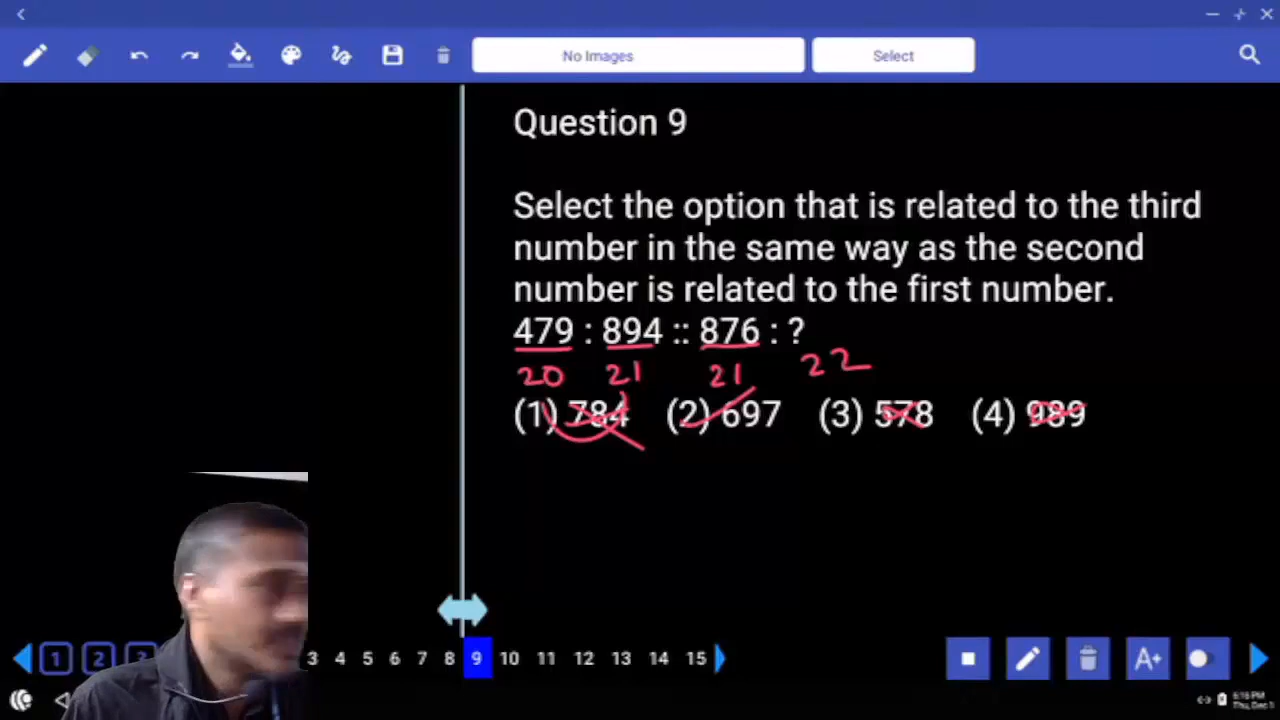 No Images
Select
Question 9
Select the option that is related to the third
number in the same way as the second
number is related to the first number.
479 : 894 :: 876 : ?
20 21 21 22
(1) 784 (2) 697 (3) 578 (4) 989
1 2 3 4 5 6 7 8 9 10 11 12 13 14 15
A+